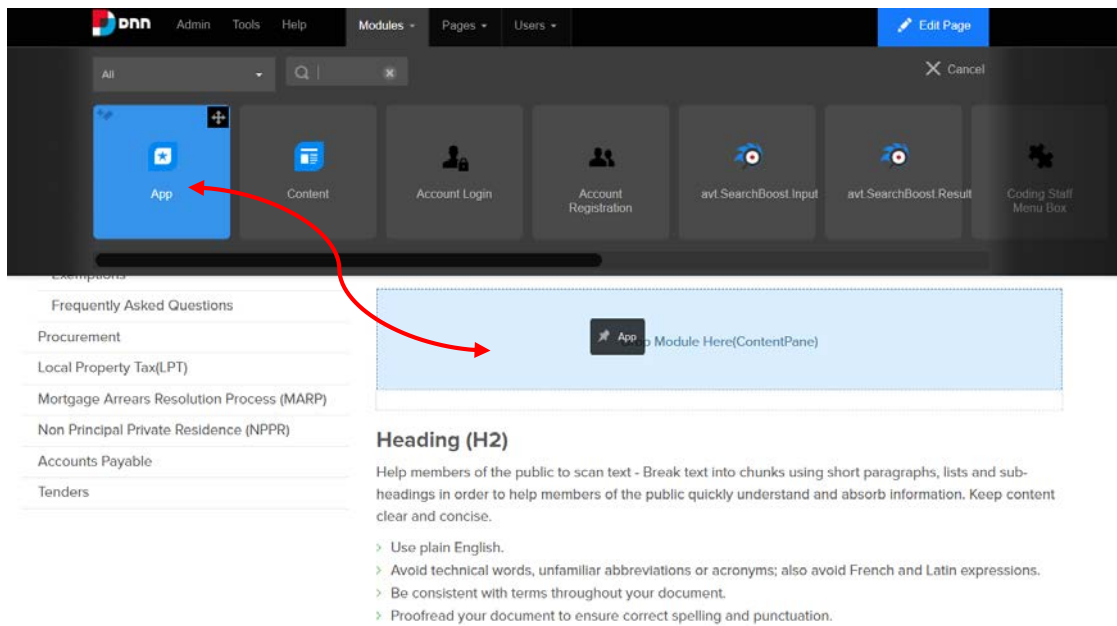 DNN Admin Tools Help Modules Pages Users Edit Page
All Cancel
App Content Account Login Account Registration avt.SearchBoost.Input avt.SearchBoost.Result Coding Staff Menu Box
Exemptions
Frequently Asked Questions
Procurement
Local Property Tax(LPT)
Mortgage Arrears Resolution Process (MARP)
Non Principal Private Residence (NPPR)
Accounts Payable
Tenders
App Module Here(ContentPane)
Heading (H2)
Help members of the public to scan text - Break text into chunks using short paragraphs, lists and sub-
headings in order to help members of the public quickly understand and absorb information. Keep content
clear and concise.
Use plain English.
Avoid technical words, unfamiliar abbreviations or acronyms; also avoid French and Latin expressions.
Be consistent with terms throughout your document.
Proofread your document to ensure correct spelling and punctuation.